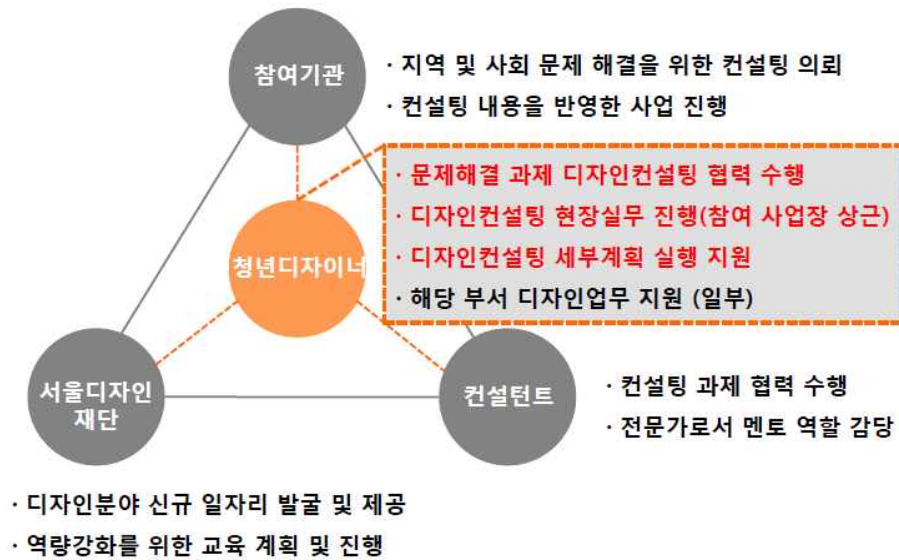 참여기관
· 지역 및 사회 문제 해결을 위한 컨설팅 의뢰
· 컨설팅 내용을 반영한 사업 진행
· 문제해결 과제 디자인컨설팅 협력 수행
· 디자인컨설팅 현장실무 진행(참여 사업장 상근)
· 디자인컨설팅 세부계획 실행 지원
· 해당 부서 디자인업무 지원 (일부)
청년디자이너
서울디자인
재단
컨설턴트
· 컨설팅 과제 협력 수행
· 전문가로서 멘토 역할 감당
· 디자인분야 신규 일자리 발굴 및 제공
· 역량강화를 위한 교육 계획 및 진행